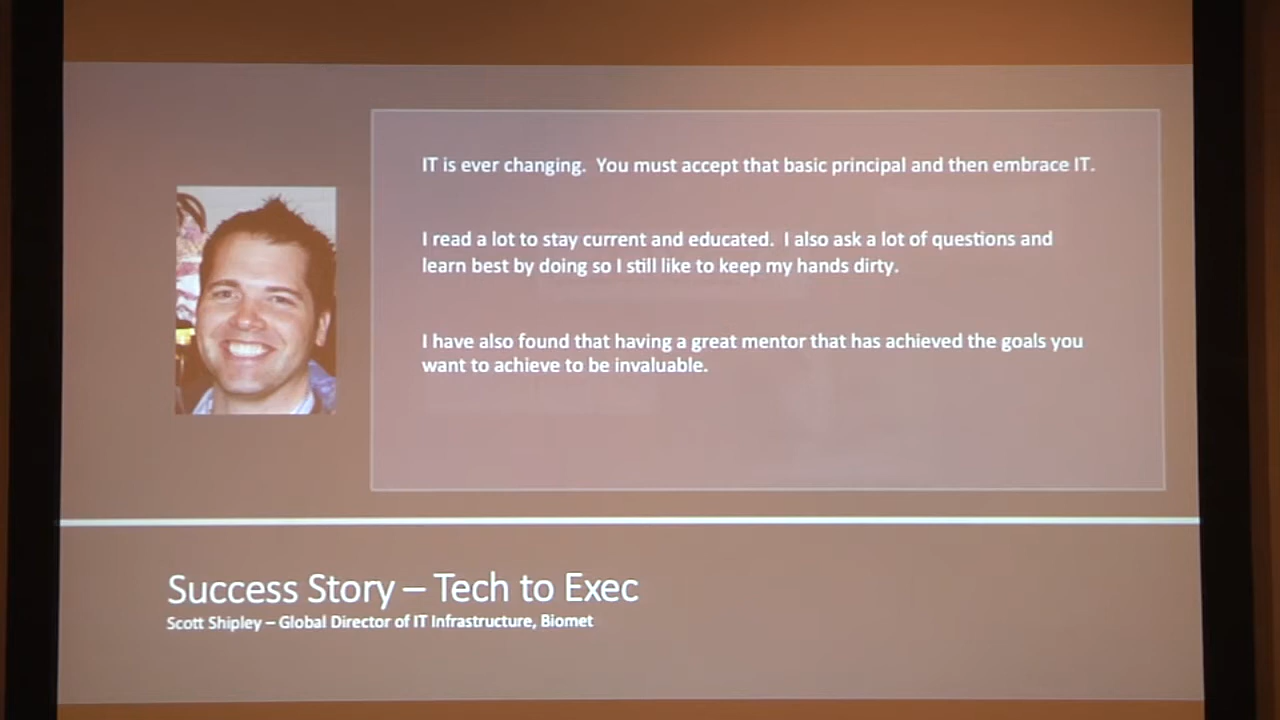 IT is ever changing.  You must accept that basic principal and then embrace IT.
I read a lot to stay current and educated.  I also ask a lot of questions and
learn best by doing so I still like to keep my hands dirty.
I have also found that having a great mentor that has achieved the goals you
want to achieve to be invaluable.
Success Story – Tech to Exec
Scott Shipley – Global Director of IT Infrastructure, Biomet